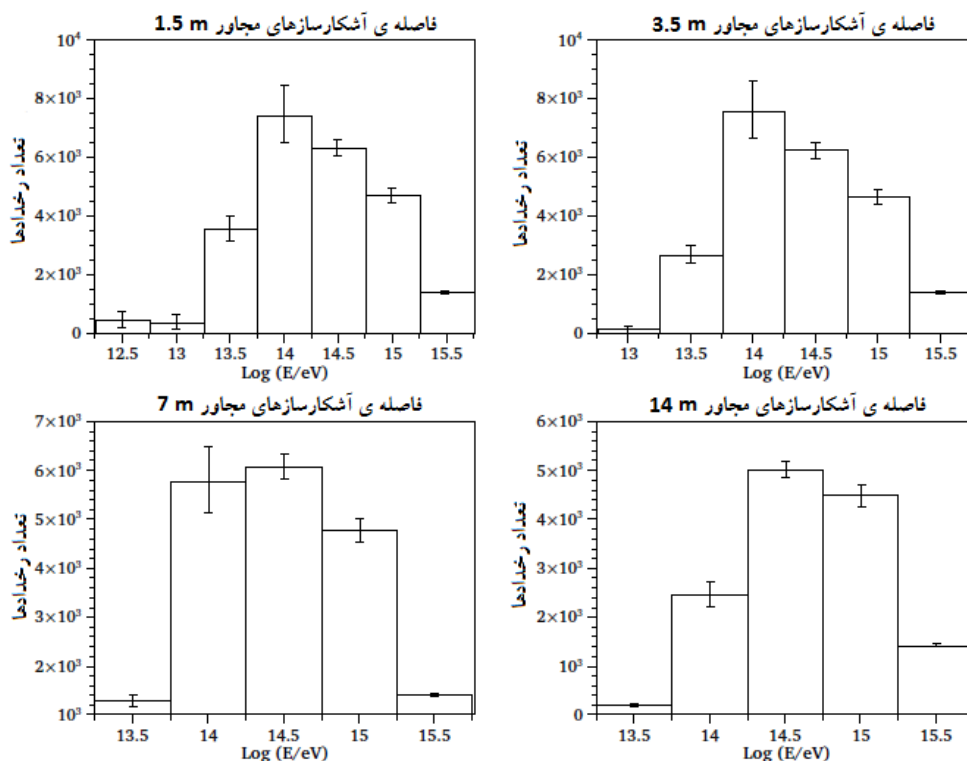 فاصله ی آشکارسازهای مجاور 1.5 m
10⁴
8×10³
6×10³
4×10³
2×10³
0
تعداد رخدادها
12.5 13 13.5 14 14.5 15 15.5
Log (E/eV)
فاصله ی آشکارسازهای مجاور 3.5 m
10⁴
8×10³
6×10³
4×10³
2×10³
0
تعداد رخدادها
13 13.5 14 14.5 15 15.5
Log (E/eV)
فاصله ی آشکارسازهای مجاور 7 m
7×10³
6×10³
5×10³
4×10³
3×10³
2×10³
10³
تعداد رخدادها
13.5 14 14.5 15 15.5
Log (E/eV)
فاصله ی آشکارسازهای مجاور 14 m
6×10³
5×10³
4×10³
3×10³
2×10³
10³
0
تعداد رخدادها
13.5 14 14.5 15 15.5
Log (E/eV)